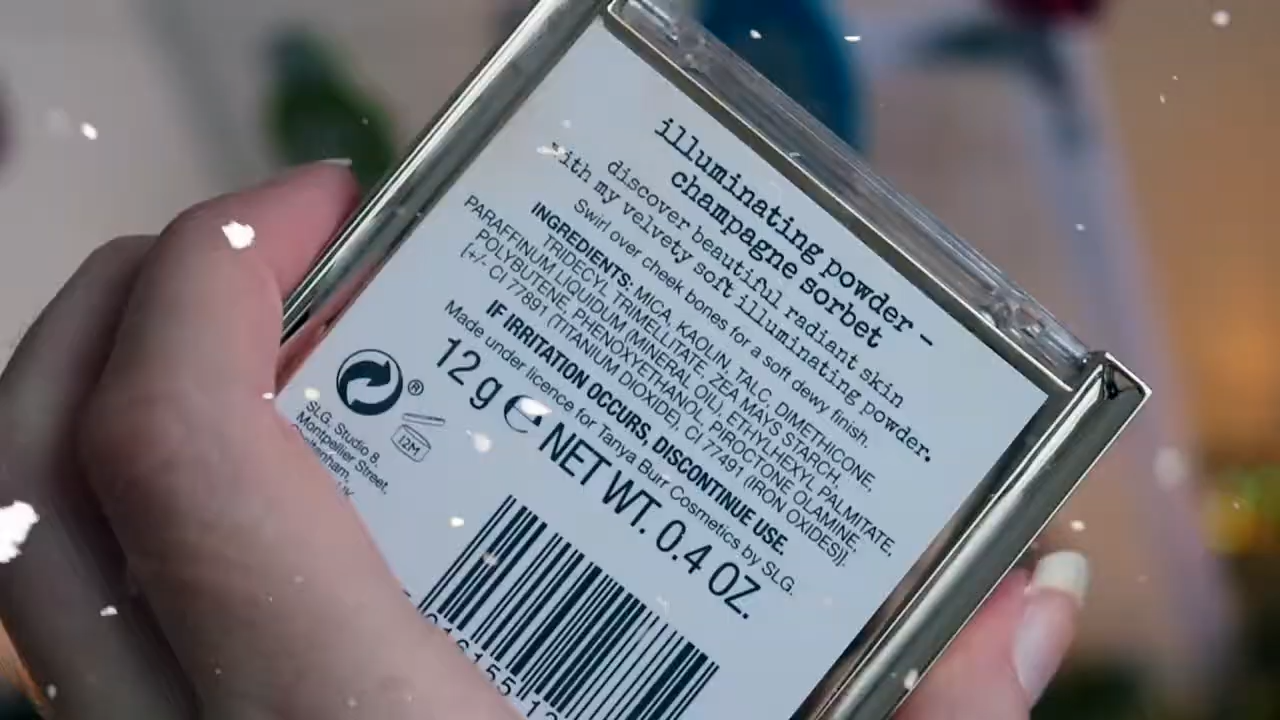 illuminating powder –
champagne sorbet
discover beautiful radiant skin
with my velvety soft illuminating powder.
Swirl over cheek bones for a soft dewy finish.
INGREDIENTS: MICA, KAOLIN, TALC, DIMETHICONE,
TRIDECYL TRIMELLITATE, ZEA MAYS STARCH,
PARAFFINUM LIQUIDUM (MINERAL OIL), ETHYLHEXYL PALMITATE,
POLYBUTENE, PHENOXYETHANOL, PIROCTONE OLAMINE,
[+/- CI 77891 (TITANIUM DIOXIDE), CI 77491 (IRON OXIDES)].
IF IRRITATION OCCURS, DISCONTINUE USE.
Made under licence for Tanya Burr Cosmetics by SLG.
12 g e NET WT. 0.4 OZ.
®
12M
SLG, Studio 8,
Montpellier Street,